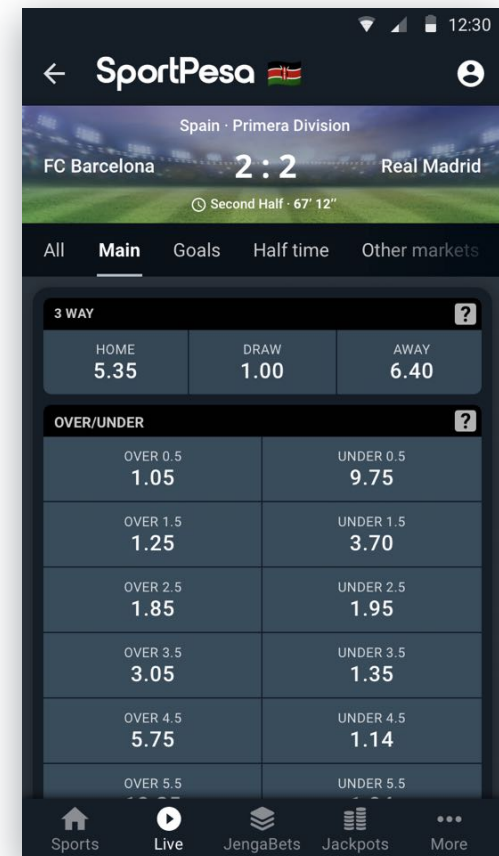 12:30
SportPesa
Spain · Primera Division
FC Barcelona 2 : 2 Real Madrid
Second Half · 67' 12"
All Main Goals Half time Other markets
3 WAY ?
HOME DRAW AWAY
5.35 1.00 6.40
OVER/UNDER ?
OVER 0.5 UNDER 0.5
1.05 9.75
OVER 1.5 UNDER 1.5
1.25 3.70
OVER 2.5 UNDER 2.5
1.85 1.95
OVER 3.5 UNDER 3.5
3.05 1.35
OVER 4.5 UNDER 4.5
5.75 1.14
OVER 5.5 UNDER 5.5
Sports Live JengaBets Jackpots More